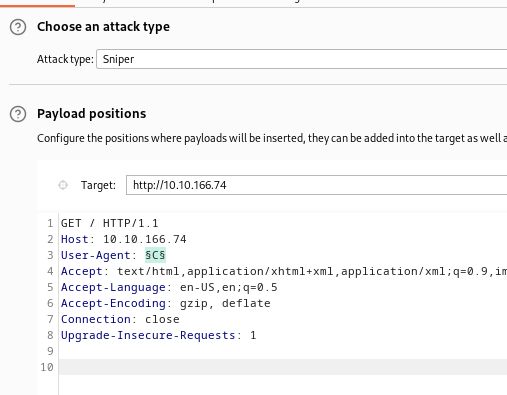 Choose an attack type
Attack type: Sniper
Payload positions
Configure the positions where payloads will be inserted, they can be added into the target as well a
Target: http://10.10.166.74
1 GET / HTTP/1.1
2 Host: 10.10.166.74
3 User-Agent: §C§
4 Accept: text/html,application/xhtml+xml,application/xml;q=0.9,im
5 Accept-Language: en-US,en;q=0.5
6 Accept-Encoding: gzip, deflate
7 Connection: close
8 Upgrade-Insecure-Requests: 1
9
10